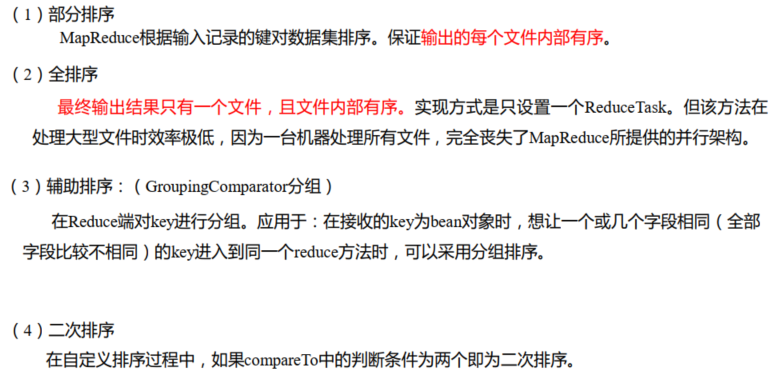 （1）部分排序
MapReduce根据输入记录的键对数据集排序。保证输出的每个文件内部有序。
（2）全排序
最终输出结果只有一个文件，且文件内部有序。实现方式是只设置一个ReduceTask。但该方法在
处理大型文件时效率极低，因为一台机器处理所有文件，完全丧失了MapReduce所提供的并行架构。
（3）辅助排序：（GroupingComparator分组）
在Reduce端对key进行分组。应用于：在接收的key为bean对象时，想让一个或几个字段相同（全部
字段比较不相同）的key进入到同一个reduce方法时，可以采用分组排序。
（4）二次排序
在自定义排序过程中，如果compareTo中的判断条件为两个即为二次排序。